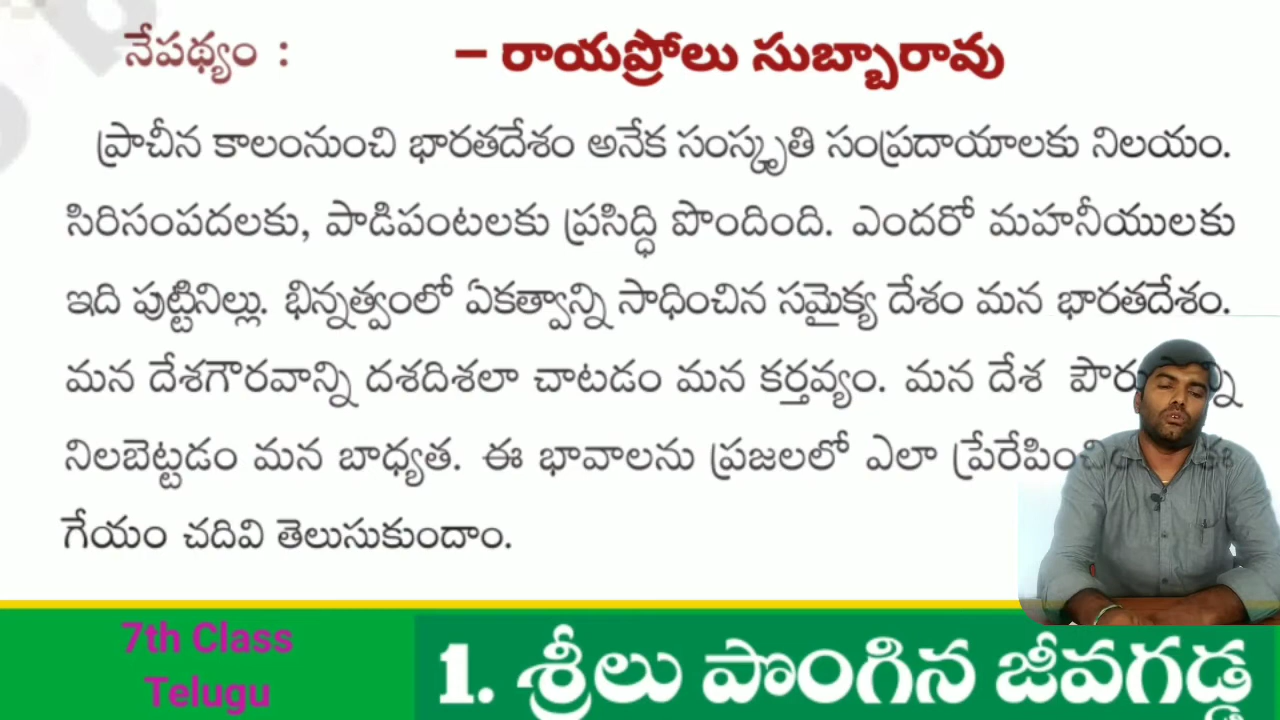 నేపథ్యం : – రాయప్రోలు సుబ్బారావు
ప్రాచీన కాలంనుంచి భారతదేశం అనేక సంస్కృతి సంప్రదాయాలకు నిలయం.
సిరిసంపదలకు, పాడిపంటలకు ప్రసిద్ధి పొందింది. ఎందరో మహనీయులకు
ఇది పుట్టినిల్లు. భిన్నత్వంలో ఏకత్వాన్ని సాధించిన సమైక్య దేశం మన భారతదేశం.
మన దేశగౌరవాన్ని దశదిశలా చాటడం మన కర్తవ్యం. మన దేశ
నిలబెట్టడం మన బాధ్యత. ఈ భావాలను ప్రజలలో ఎలా
గేయం చదివి తెలుసుకుందాం.
7th Class
Telugu
1. శ్రీలు పొంగిన జీవగడ్డ